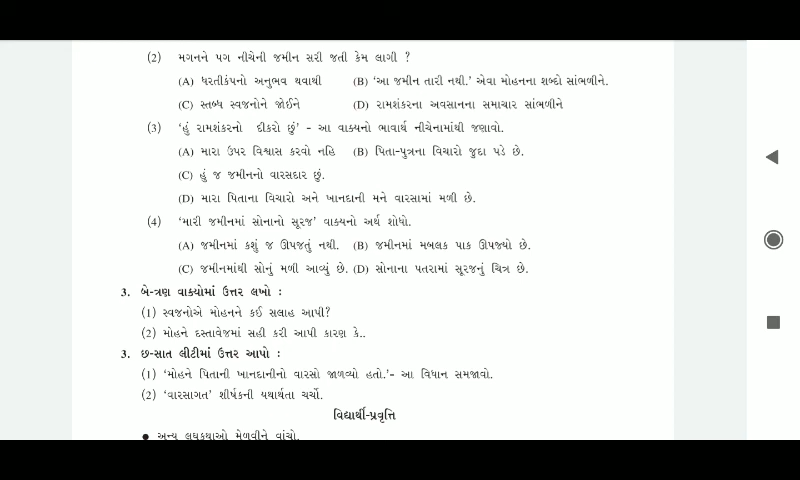 (2) મગનને પગ નીચેની જમીન સરી જતી કેમ લાગી ?
(A) ધરતીકંપનો અનુભવ થવાથી (B) ‘આ જમીન તારી નથી.’ એવા મોહનના શબ્દો સાંભળીને.
(C) સ્તબ્ધ સ્વજનોને જોઈને (D) રામશંકરના અવસાનના સમાચાર સાંભળીને
(3) ‘હું રામશંકરનો દીકરો છું’ - આ વાક્યનો ભાવાર્થ નીચેનામાંથી જણાવો.
(A) મારા ઉપર વિશ્વાસ કરવો નહિ (B) પિતા-પુત્રના વિચારો જુદા પડે છે.
(C) હું જ જમીનનો વારસદાર છું.
(D) મારા પિતાના વિચારો અને ખાનદાની મને વારસામાં મળી છે.
(4) ‘મારી જમીનમાં સોનાનો સૂરજ’ વાક્યનો અર્થ શોધો.
(A) જમીનમાં કશું જ ઊપજતું નથી. (B) જમીનમાં મબલક પાક ઊપજ્યો છે.
(C) જમીનમાંથી સોનું મળી આવ્યું છે. (D) સોનાના પતરામાં સૂરજનું ચિત્ર છે.
3. બે-ત્રણ વાક્યોમાં ઉત્તર લખો :
(1) સ્વજનોએ મોહનને કઈ સલાહ આપી?
(2) મોહને દસ્તાવેજમાં સહી કરી આપી કારણ કે..
3. છ-સાત લીટીમાં ઉત્તર આપો :
(1) ‘મોહને પિતાની ખાનદાનીનો વારસો જાળવ્યો હતો.’- આ વિધાન સમજાવો.
(2) ‘વારસાગત’ શીર્ષકની યથાર્થતા ચર્ચો.
વિદ્યાર્થી-પ્રવૃત્તિ
● અન્ય લઘુકથાઓ મેળવીને વાંચો.